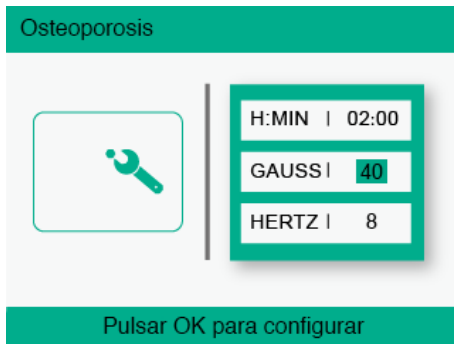 Osteoporosis
H:MIN | 02:00
GAUSS | 40
HERTZ | 8
Pulsar OK para configurar